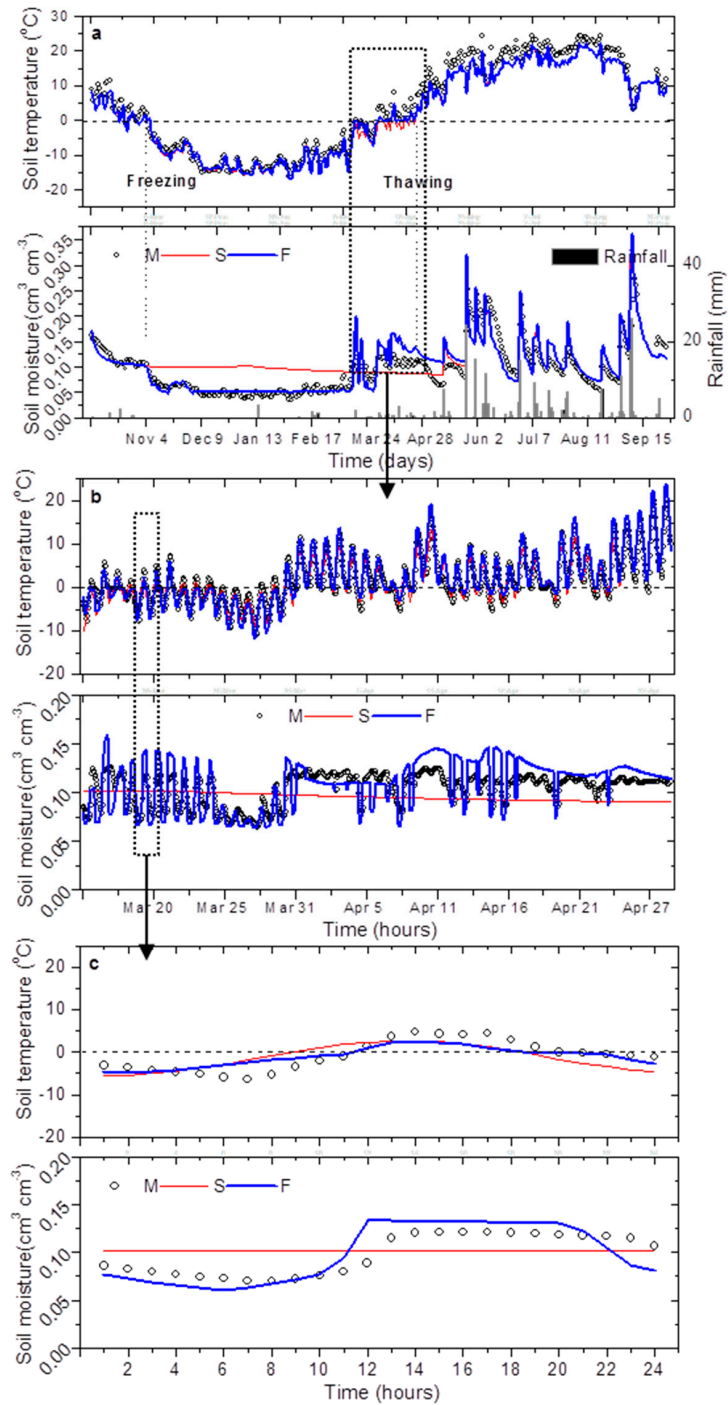 a
Soil temperature (°C)
30
20
10
0
-10
-20
Freezing
Thawing
Soil moisture(cm³ cm⁻³)
0.35
0.30
0.25
0.20
0.15
0.10
0.05
0.00
M S F
Rainfall
Rainfall (mm)
40
20
0
Nov 4 Dec9 Jan 13 Feb 17 Mar 24 Apr 28 Jun 2 Jul 7 Aug 11 Sep 15
Time (days)
b
Soil temperature (°C)
20
10
0
-10
-20
Soil moisture(cm³ cm⁻³)
0.20
0.15
0.10
0.05
0.00
M S F
Mar 20 Mar 25 Mar 31 Apr 5 Apr 11 Apr 16 Apr 21 Apr 27
Time (hours)
c
Soil temperature (°C)
20
10
0
-10
-20
Soil moisture(cm³ cm⁻³)
0.20
0.15
0.10
0.05
0.00
M S F
2 4 6 8 10 12 14 16 18 20 22 24
Time (hours)